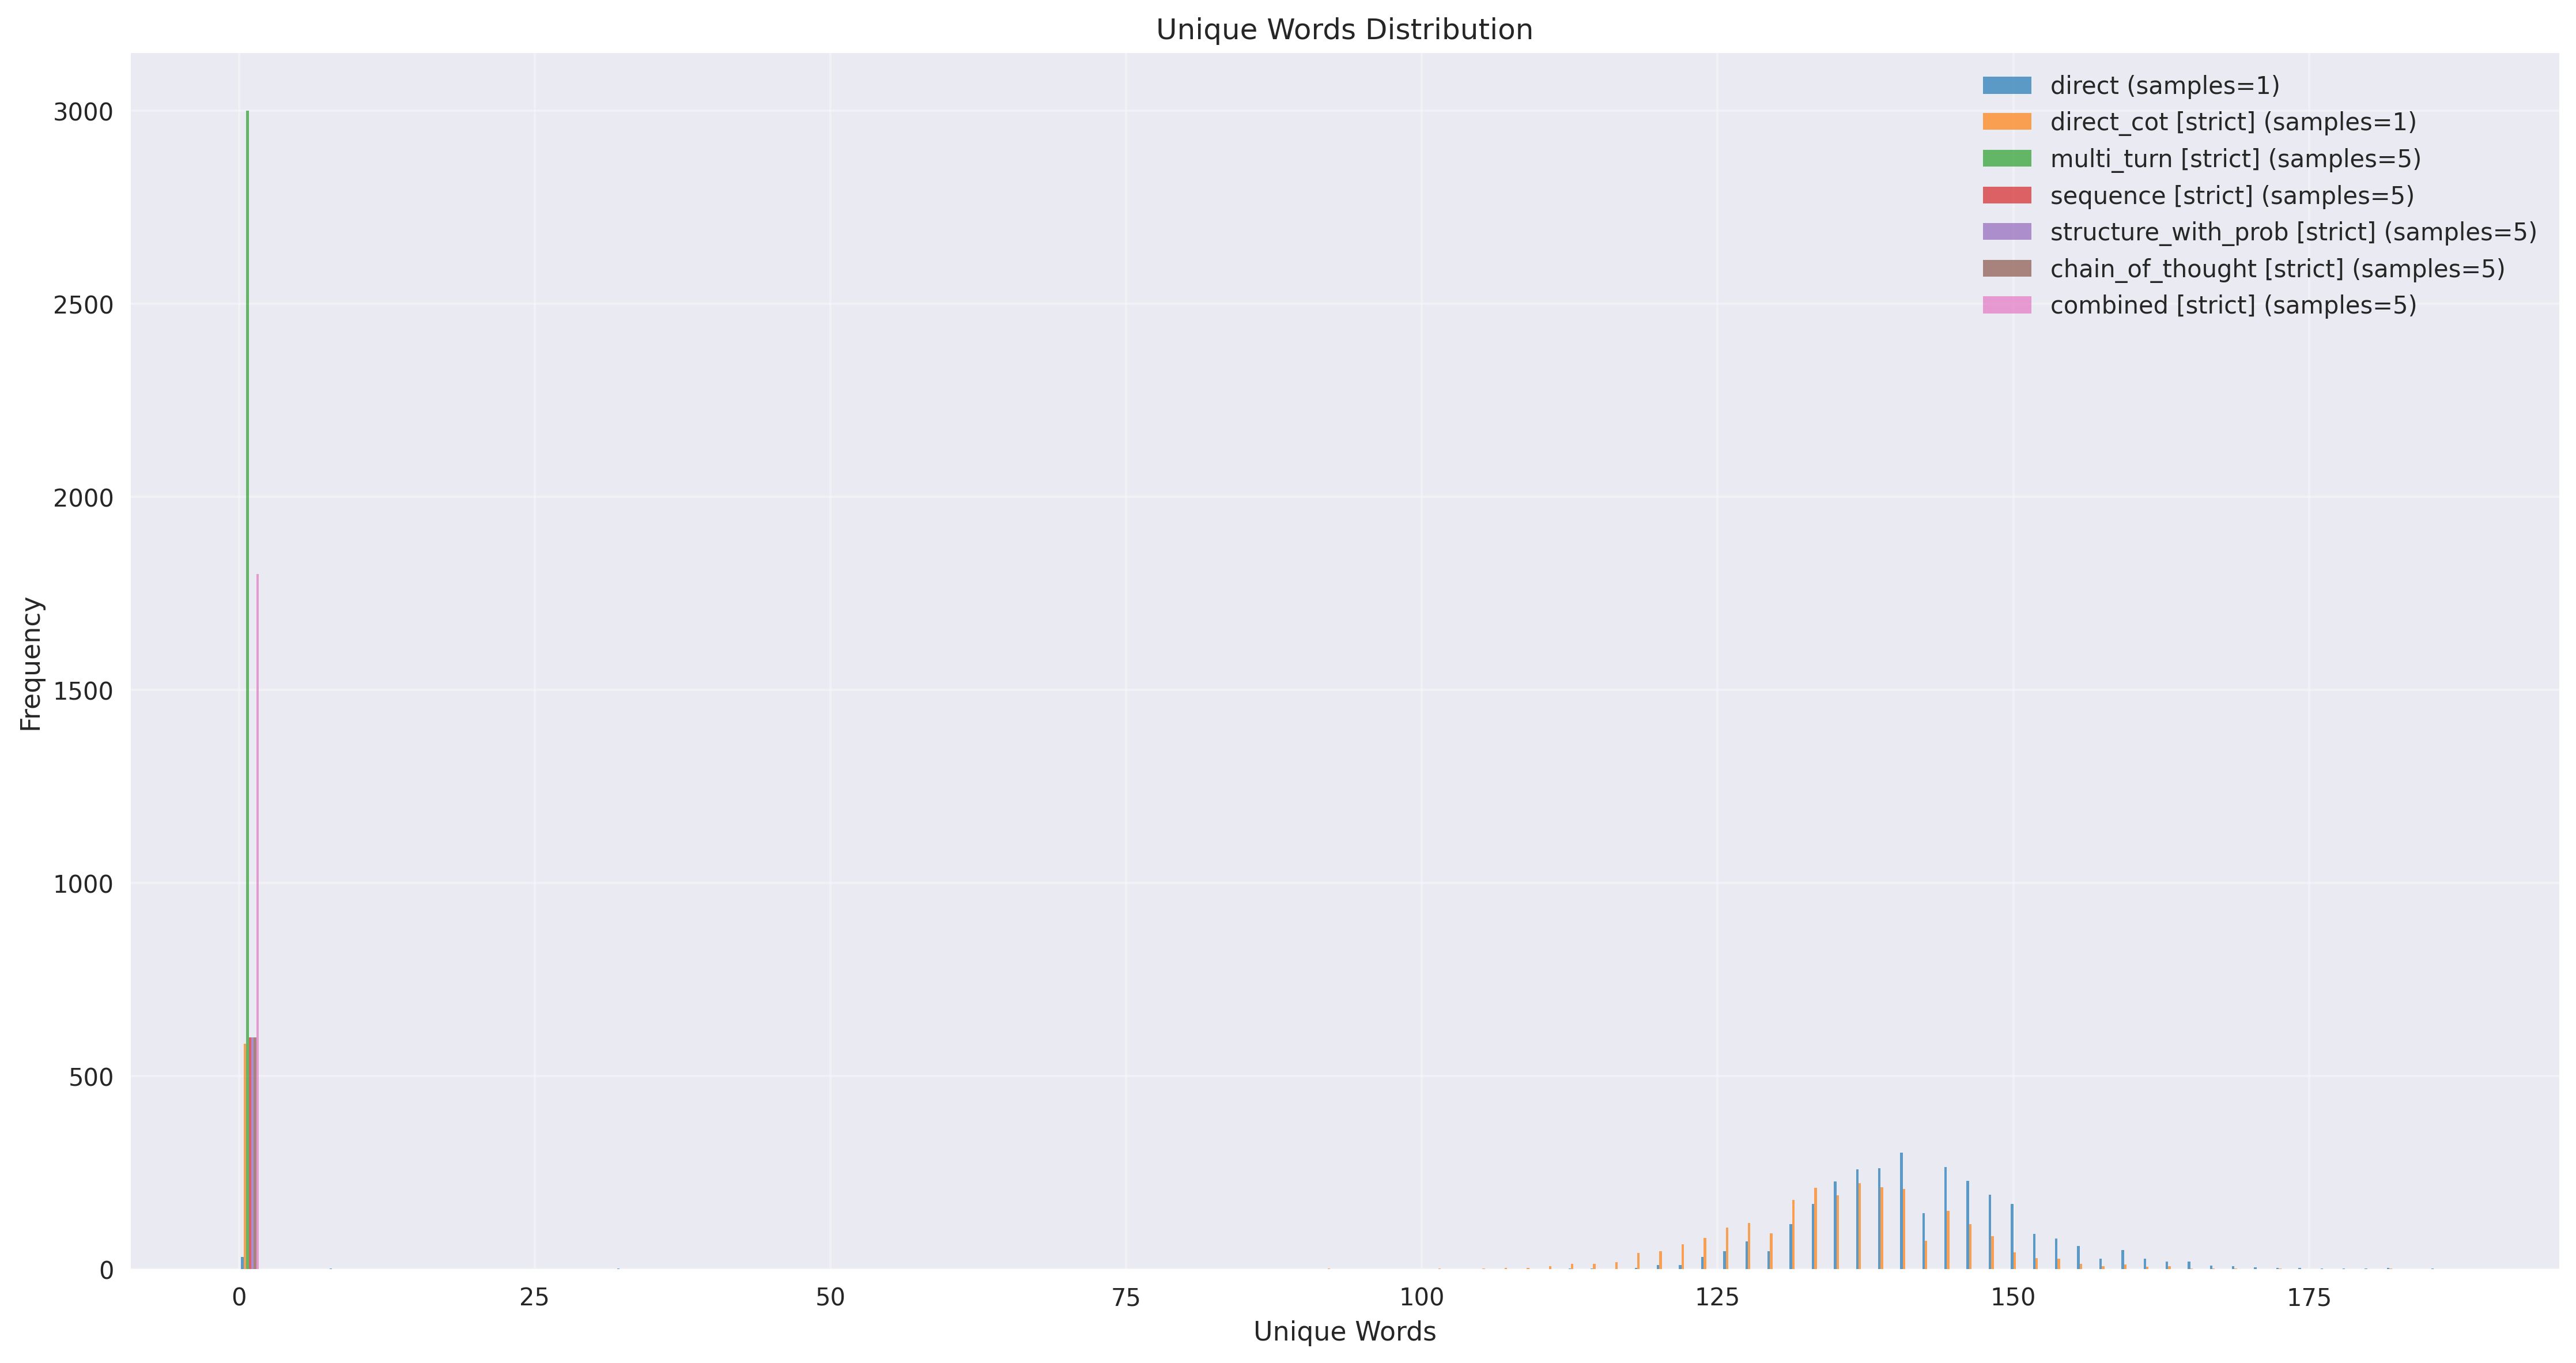 Unique Words Distribution
direct (samples=1)
direct_cot [strict] (samples=1)
multi_turn [strict] (samples=5)
sequence [strict] (samples=5)
structure_with_prob [strict] (samples=5)
chain_of_thought [strict] (samples=5)
combined [strict] (samples=5)
Frequency
3000
2500
2000
1500
1000
500
0
0 25 50 75 100 125 150 175
Unique Words